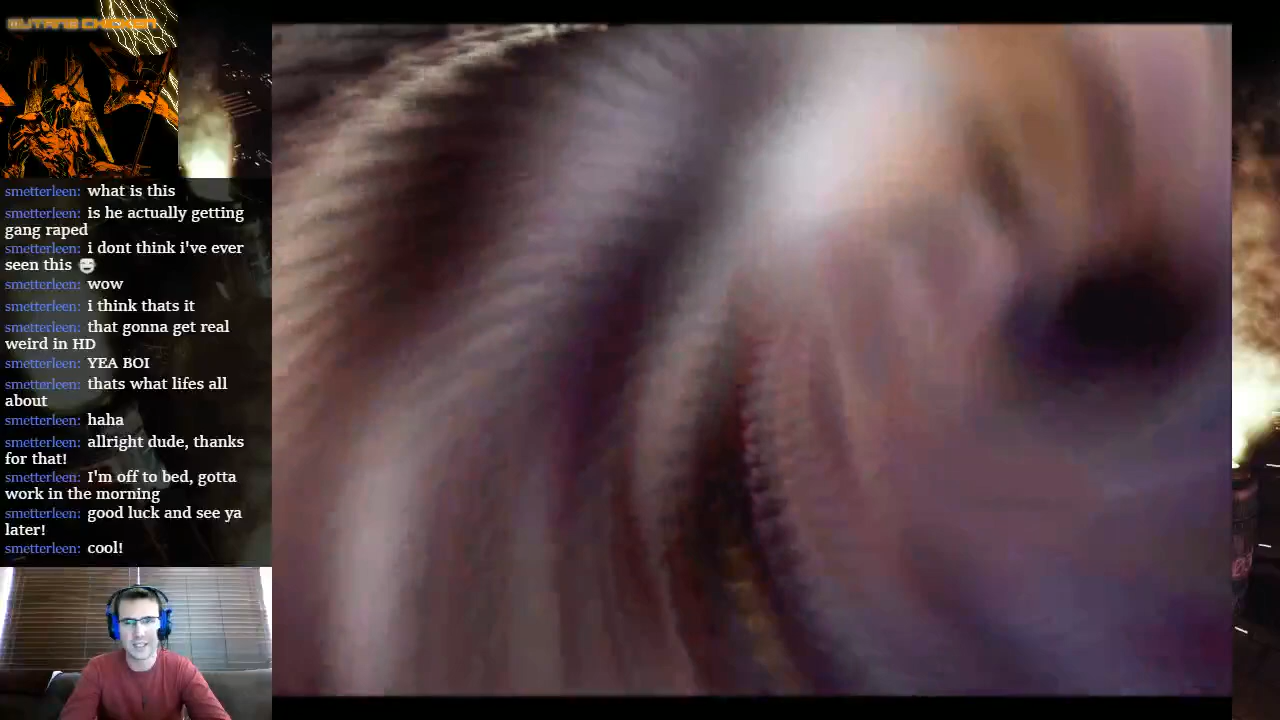 MUTANT CHICKEN
smetterleen: what is this
smetterleen: is he actually getting
gang raped
smetterleen: i dont think i've ever
seen this
smetterleen: wow
smetterleen: i think thats it
smetterleen: that gonna get real
weird in HD
smetterleen: YEA BOI
smetterleen: thats what lifes all
about
smetterleen: haha
smetterleen: allright dude, thanks
for that!
smetterleen: I'm off to bed, gotta
work in the morning
smetterleen: good luck and see ya
later!
smetterleen: cool!